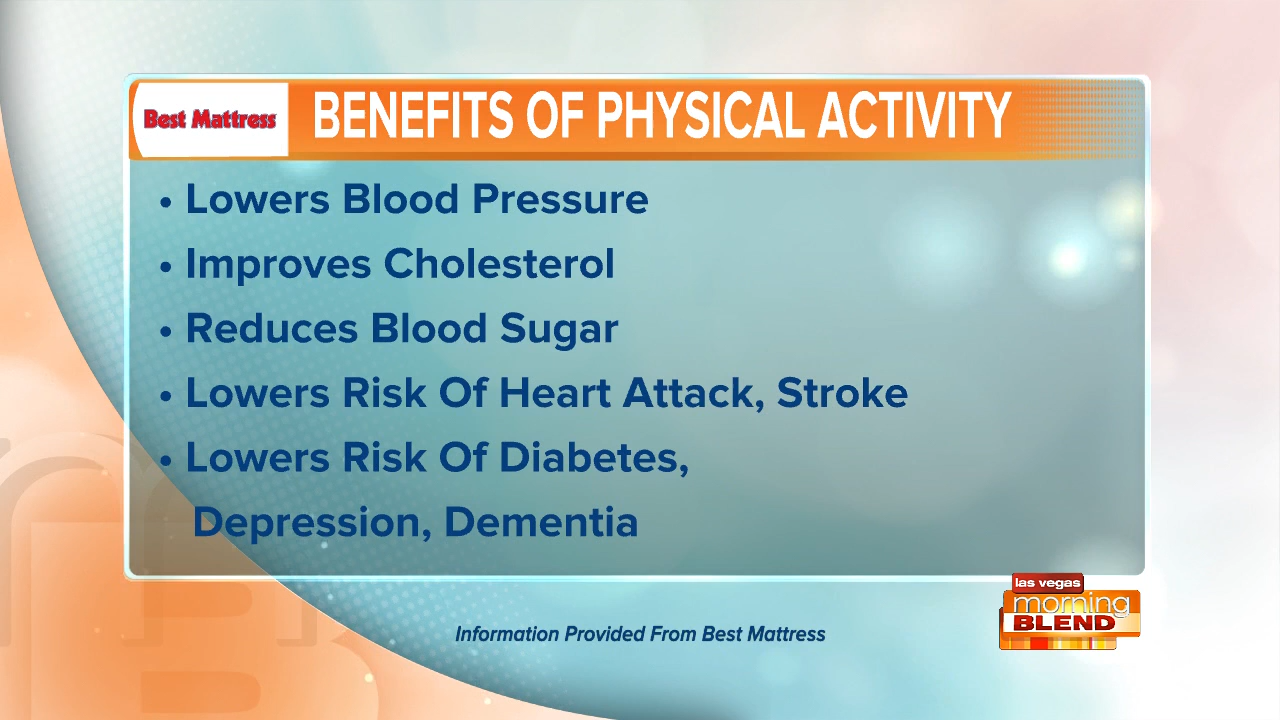 Best Mattress
BENEFITS OF PHYSICAL ACTIVITY
• Lowers Blood Pressure
• Improves Cholesterol
• Reduces Blood Sugar
• Lowers Risk Of Heart Attack, Stroke
• Lowers Risk Of Diabetes,
Depression, Dementia
Information Provided From Best Mattress
las vegas
morning
BLEND